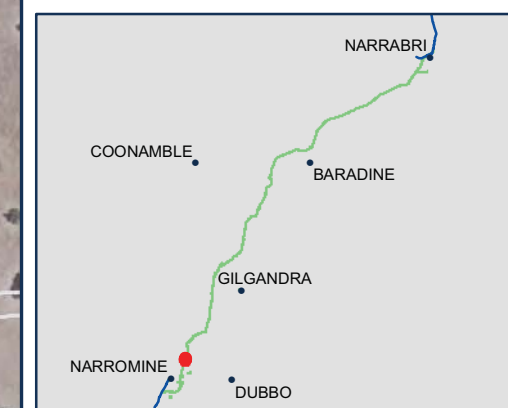 NARRABRI
COONAMBLE
BARADINE
GILGANDRA
NARROMINE
DUBBO